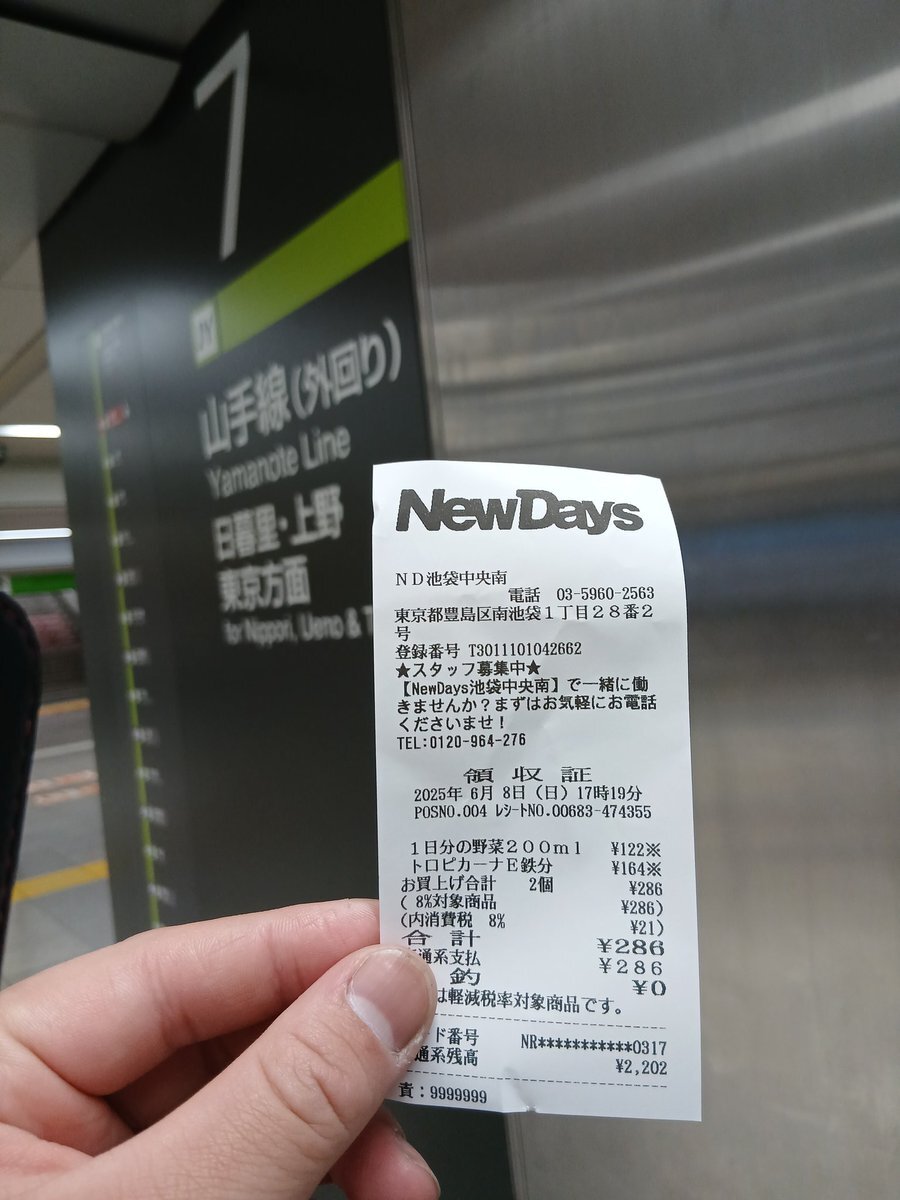 7
JY
山手線(外回り)
Yamanote Line
日暮里・上野
東京方面
for Nippori, Ueno & T
NewDays
ND池袋中央南
電話 03-5960-2563
東京都豊島区南池袋1丁目28番2
号
登録番号 T3011101042662
★スタッフ募集中★
【NewDays池袋中央南】で一緒に働
きませんか？まずはお気軽にお電話
くださいませ！
TEL:0120-964-276
領収証
2025年 6月 8日（日）17時19分
POSNO.004 ﾚｼｰﾄNO.00683-474355
1日分の野菜200ml ¥122※
トロピカーナE鉄分 ¥164※
お買上げ合計 2個 ¥286
( 8%対象商品 ¥286)
(内消費税 8% ¥21)
合計 ¥286
通系支払 ¥286
釣 ¥0
は軽減税率対象商品です。
ード番号 NR***********0317
通系残高 ¥2,202
責：9999999